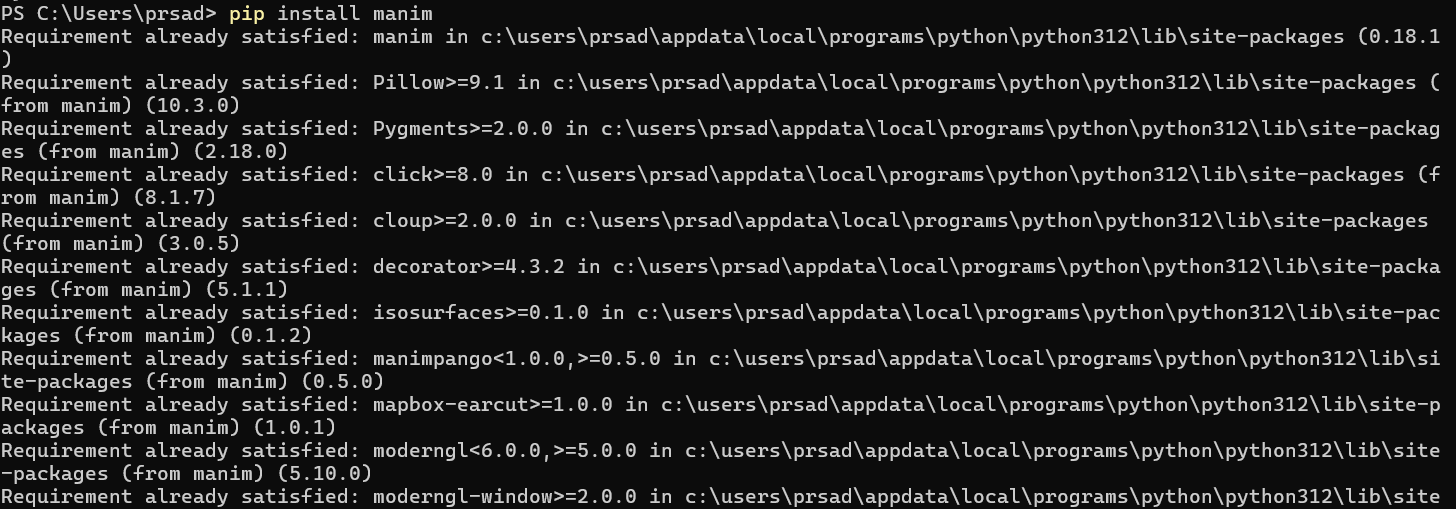 PS C:\Users\prsad> pip install manim
Requirement already satisfied: manim in c:\users\prsad\appdata\local\programs\python\python312\lib\site-packages (0.18.1
)
Requirement already satisfied: Pillow>=9.1 in c:\users\prsad\appdata\local\programs\python\python312\lib\site-packages (
from manim) (10.3.0)
Requirement already satisfied: Pygments>=2.0.0 in c:\users\prsad\appdata\local\programs\python\python312\lib\site-packag
es (from manim) (2.18.0)
Requirement already satisfied: click>=8.0 in c:\users\prsad\appdata\local\programs\python\python312\lib\site-packages (f
rom manim) (8.1.7)
Requirement already satisfied: cloup>=2.0.0 in c:\users\prsad\appdata\local\programs\python\python312\lib\site-packages
(from manim) (3.0.5)
Requirement already satisfied: decorator>=4.3.2 in c:\users\prsad\appdata\local\programs\python\python312\lib\site-packa
ges (from manim) (5.1.1)
Requirement already satisfied: isosurfaces>=0.1.0 in c:\users\prsad\appdata\local\programs\python\python312\lib\site-pac
kages (from manim) (0.1.2)
Requirement already satisfied: manimpango<1.0.0,>=0.5.0 in c:\users\prsad\appdata\local\programs\python\python312\lib\si
te-packages (from manim) (0.5.0)
Requirement already satisfied: mapbox-earcut>=1.0.0 in c:\users\prsad\appdata\local\programs\python\python312\lib\site-p
ackages (from manim) (1.0.1)
Requirement already satisfied: moderngl<6.0.0,>=5.0.0 in c:\users\prsad\appdata\local\programs\python\python312\lib\site
-packages (from manim) (5.10.0)
Requirement already satisfied: moderngl-window>=2.0.0 in c:\users\prsad\appdata\local\programs\python\python312\lib\site